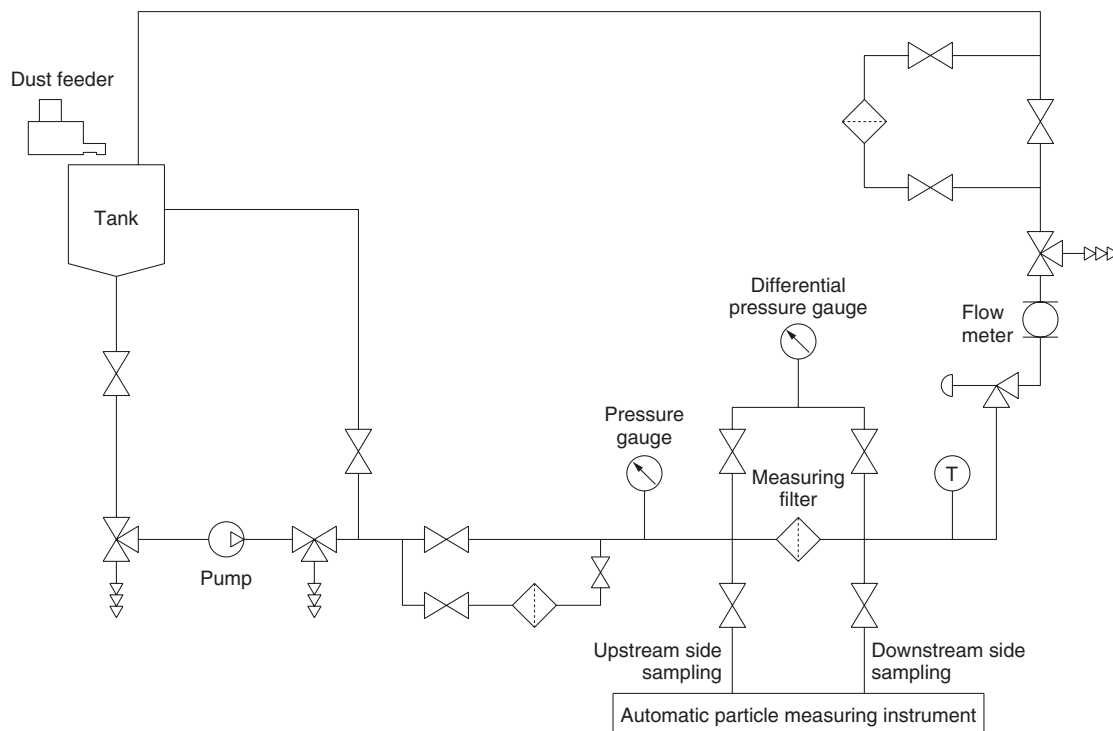 Dust feeder
Tank
Differential
pressure gauge
Flow
meter
Pressure
gauge
Measuring
filter
T
Pump
Upstream side
sampling
Downstream side
sampling
Automatic particle measuring instrument